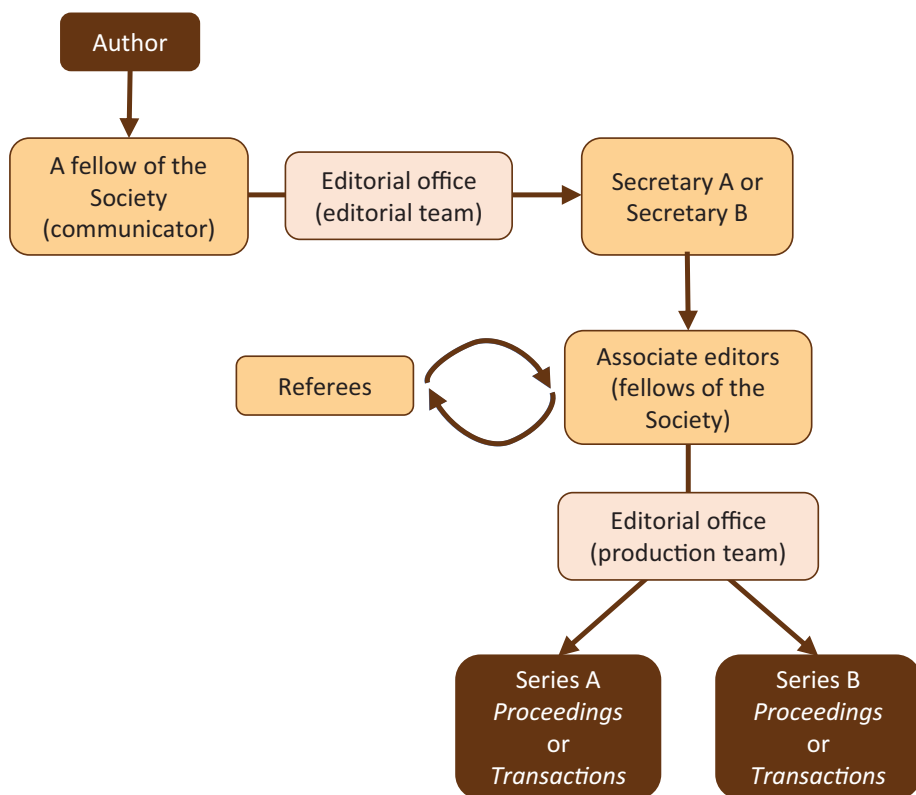 Author
A fellow of the
Society
(communicator)
Editorial office
(editorial team)
Secretary A or
Secretary B
Referees
Associate editors
(fellows of the
Society)
Editorial office
(production team)
Series A
Proceedings
or
Transactions
Series B
Proceedings
or
Transactions